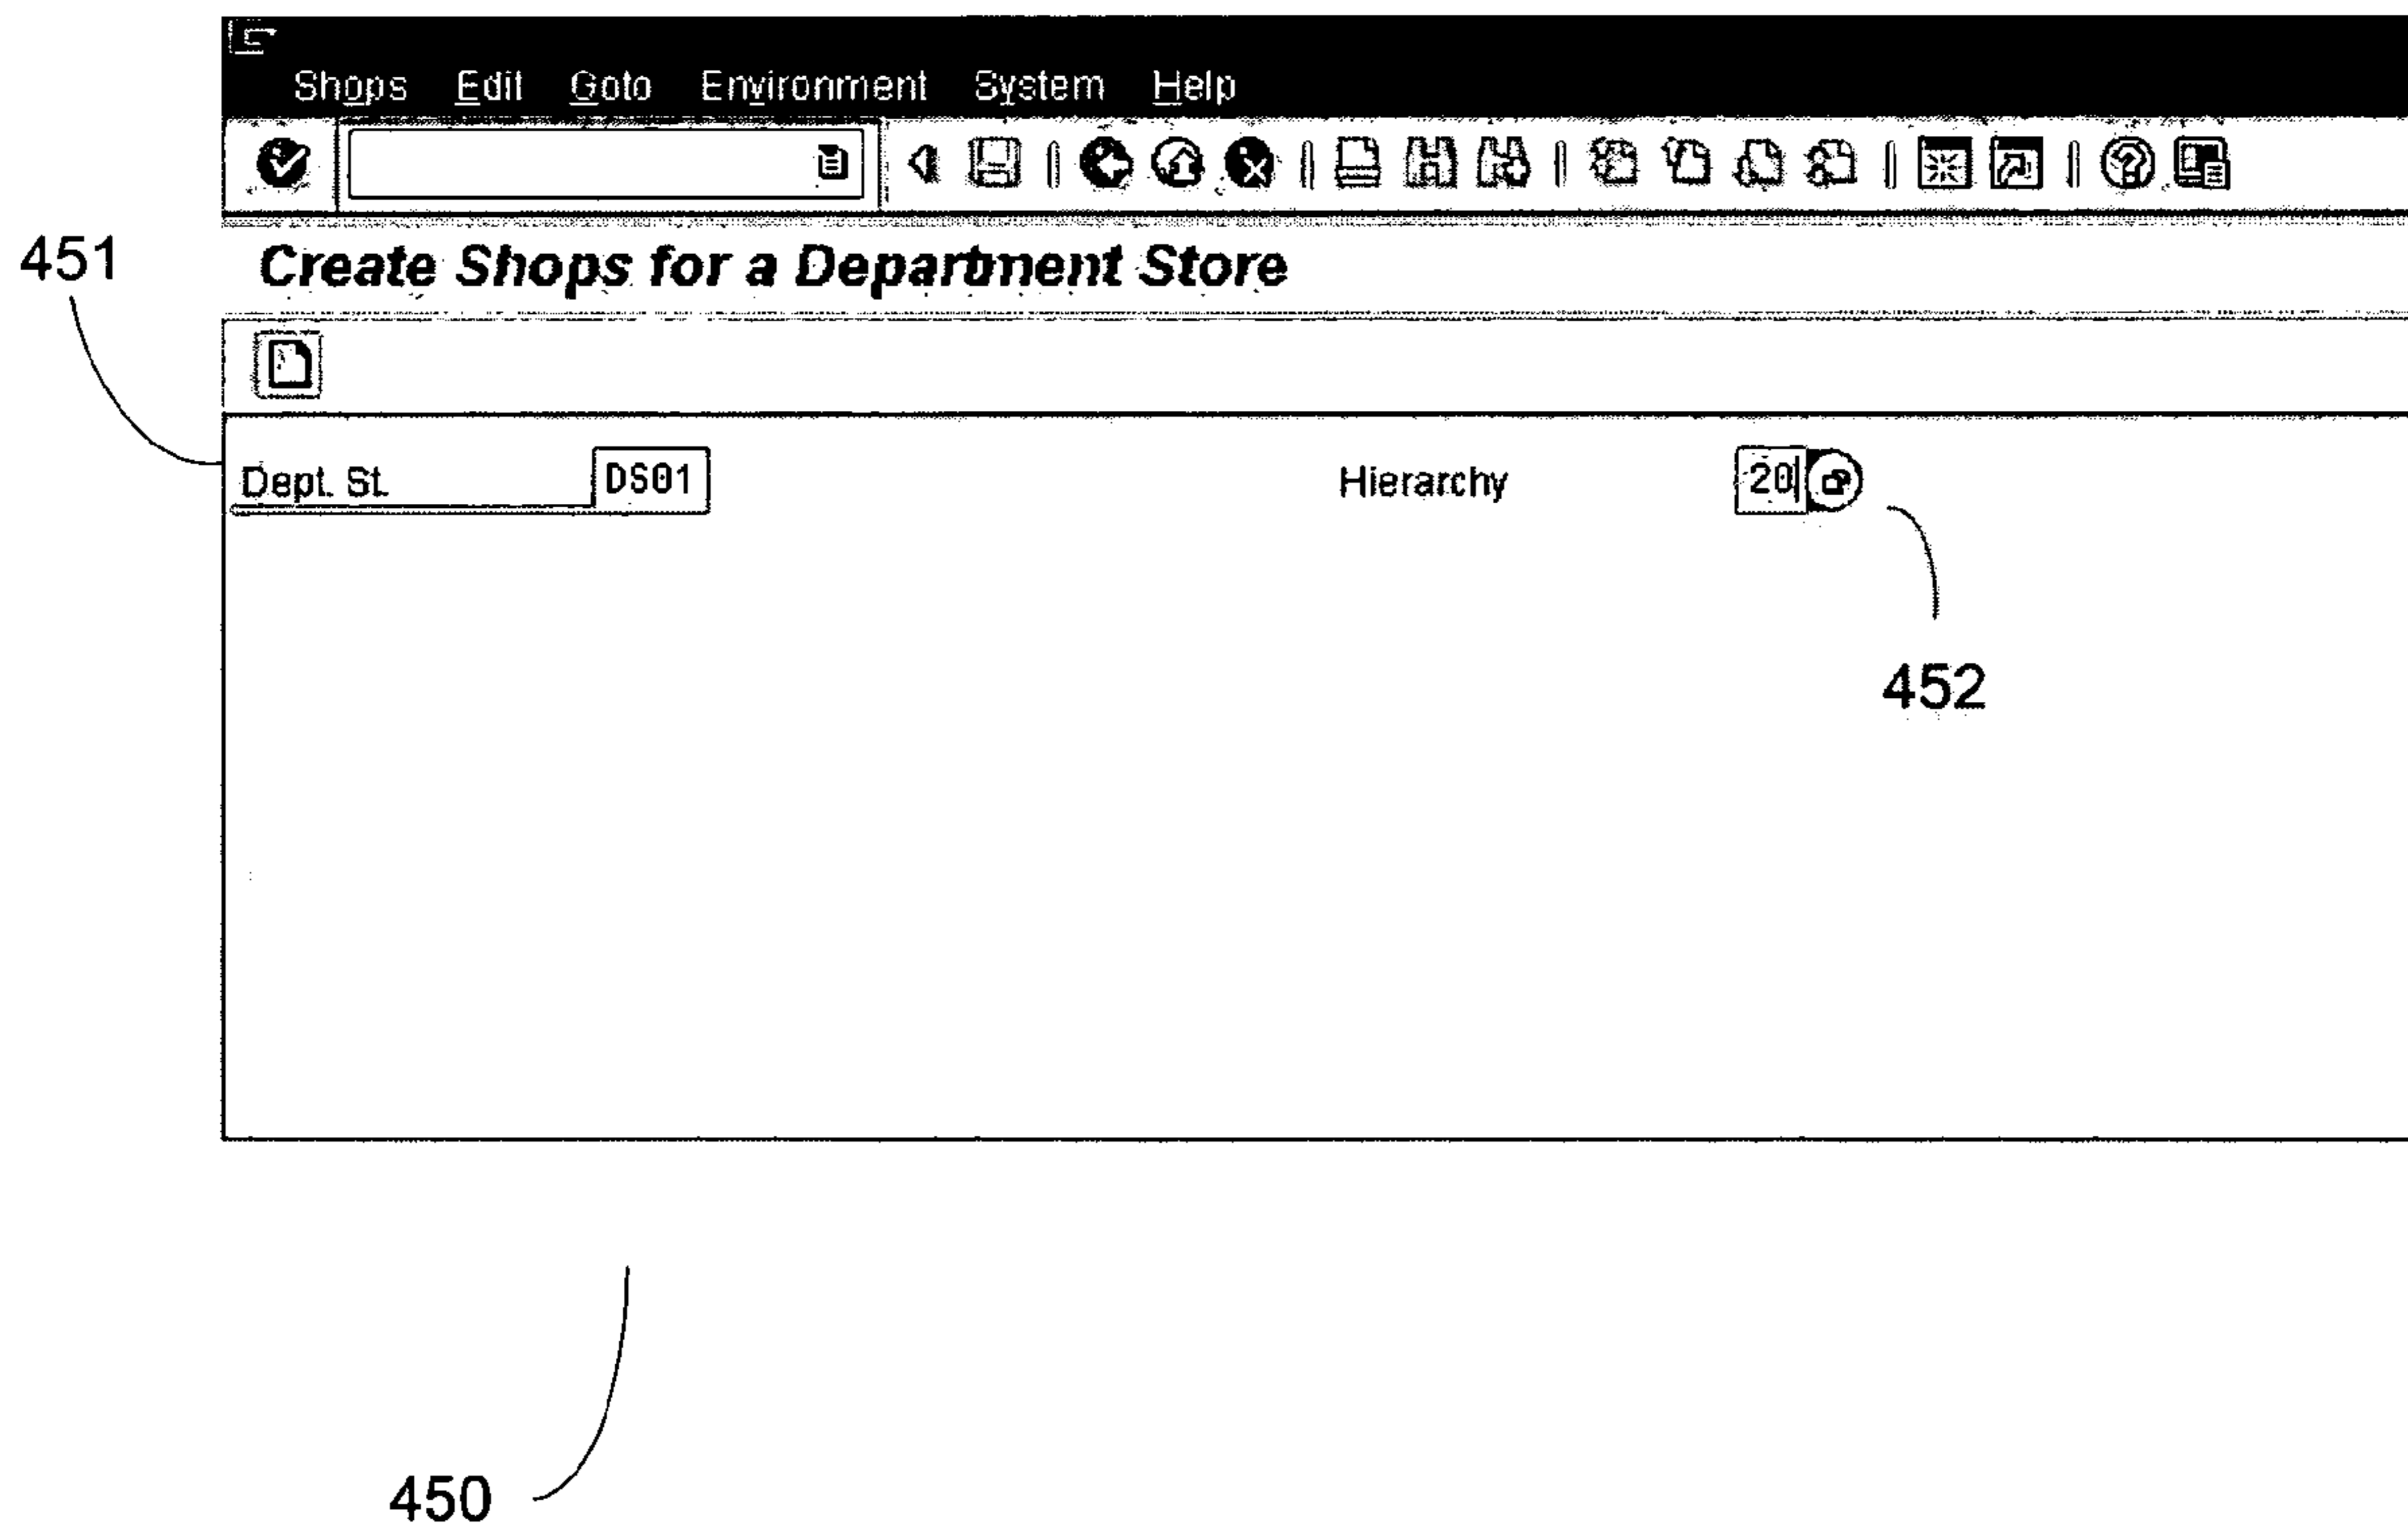 Shops Edit Goto Environment System Help
451
Create Shops for a Department Store
Dept. St. DS01 Hierarchy 20
452
450